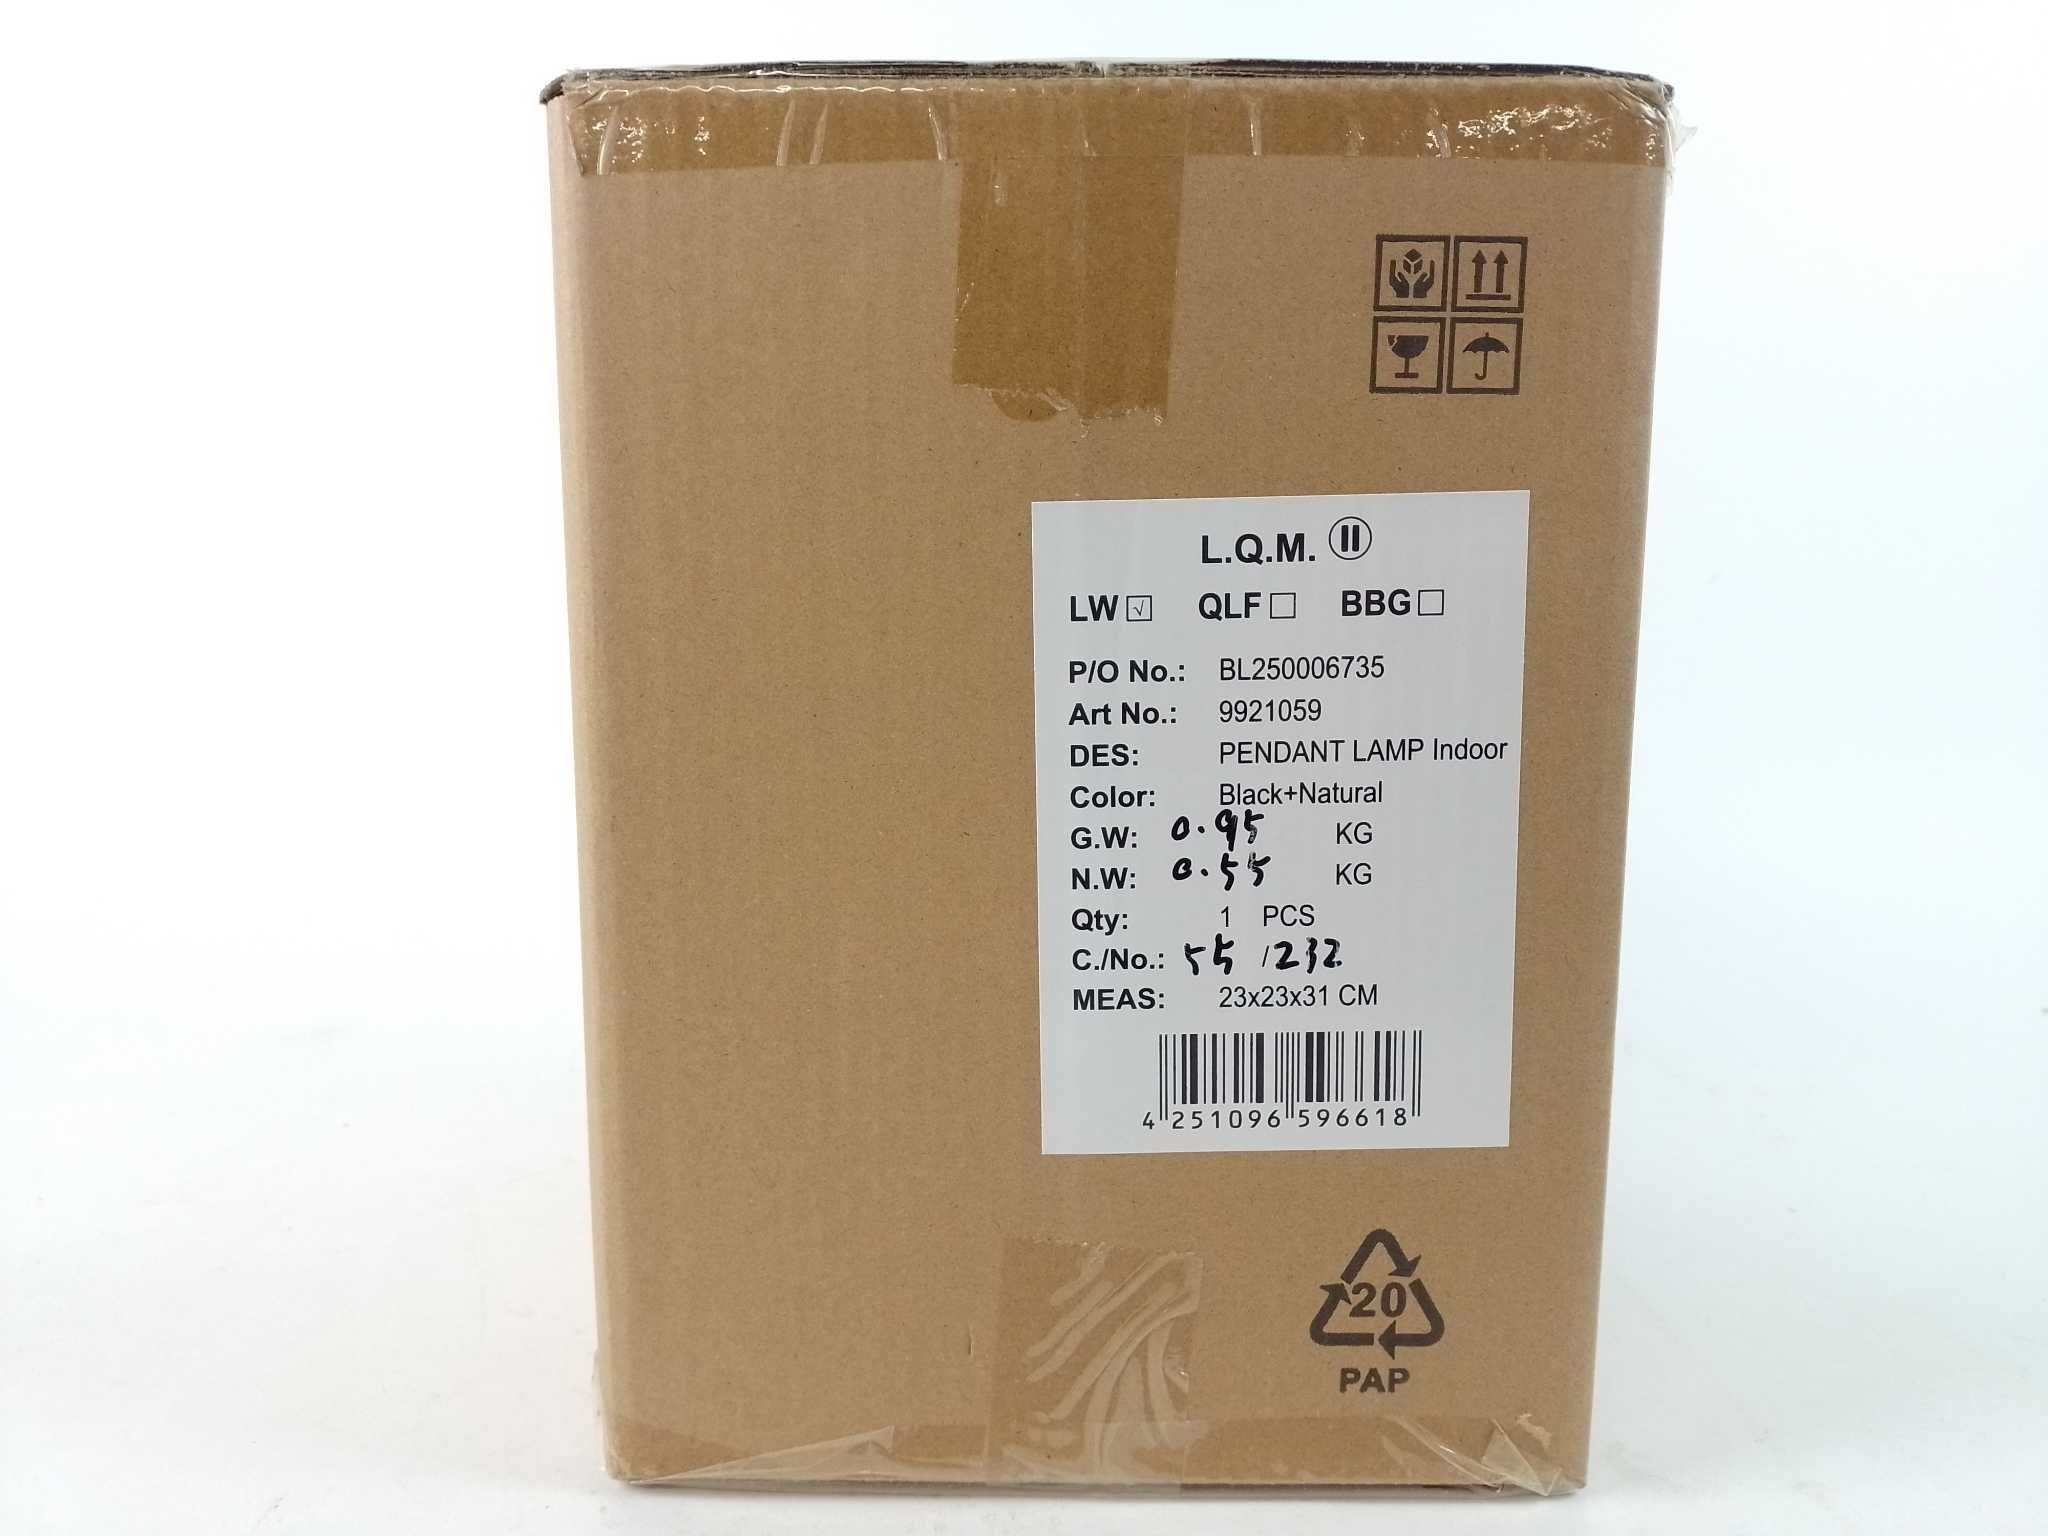 L.Q.M. II
LW☑ QLF☐ BBG☐
P/O No.: BL250006735
Art No.: 9921059
DES: PENDANT LAMP Indoor
Color: Black+Natural
G.W: 0.95 KG
N.W: 0.55 KG
Qty: 1 PCS
C./No.: 55 /232
MEAS: 23x23x31 CM
4 251096 596618
20
PAP